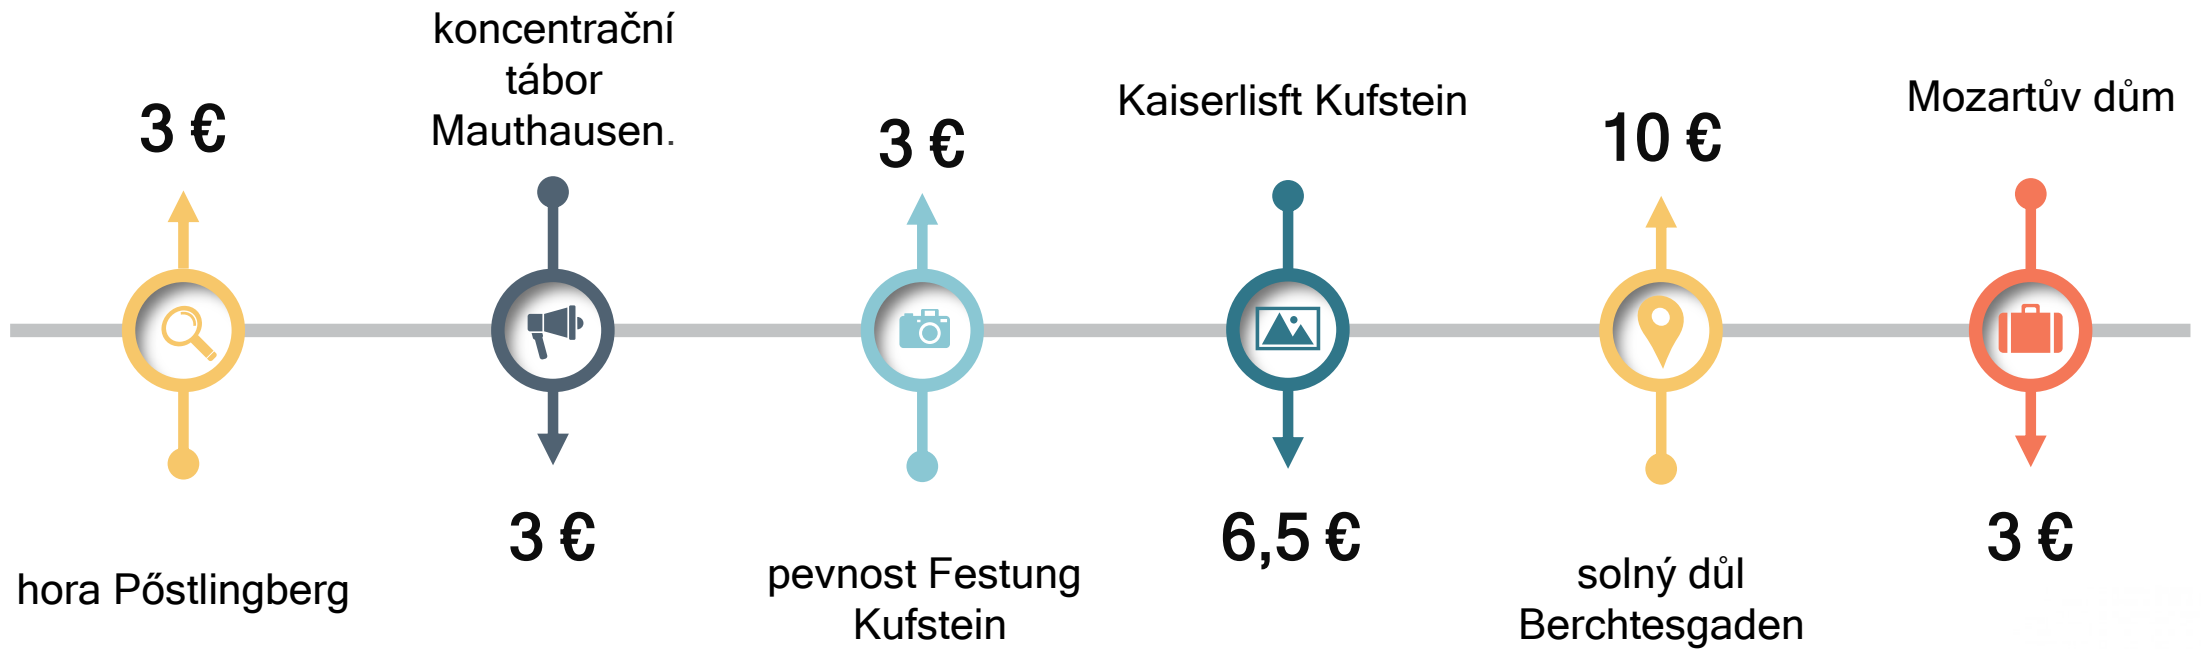 3 €
hora Pőstlingberg
koncentrační
tábor
Mauthausen.
3 €
3 €
pevnost Festung
Kufstein
Kaiserlisft Kufstein
6,5 €
10 €
solný důl
Berchtesgaden
Mozartův dům
3 €